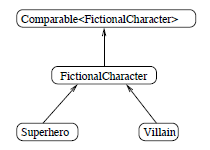 Comparable<FictionalCharacter>
FictionalCharacter
Superhero
Villain